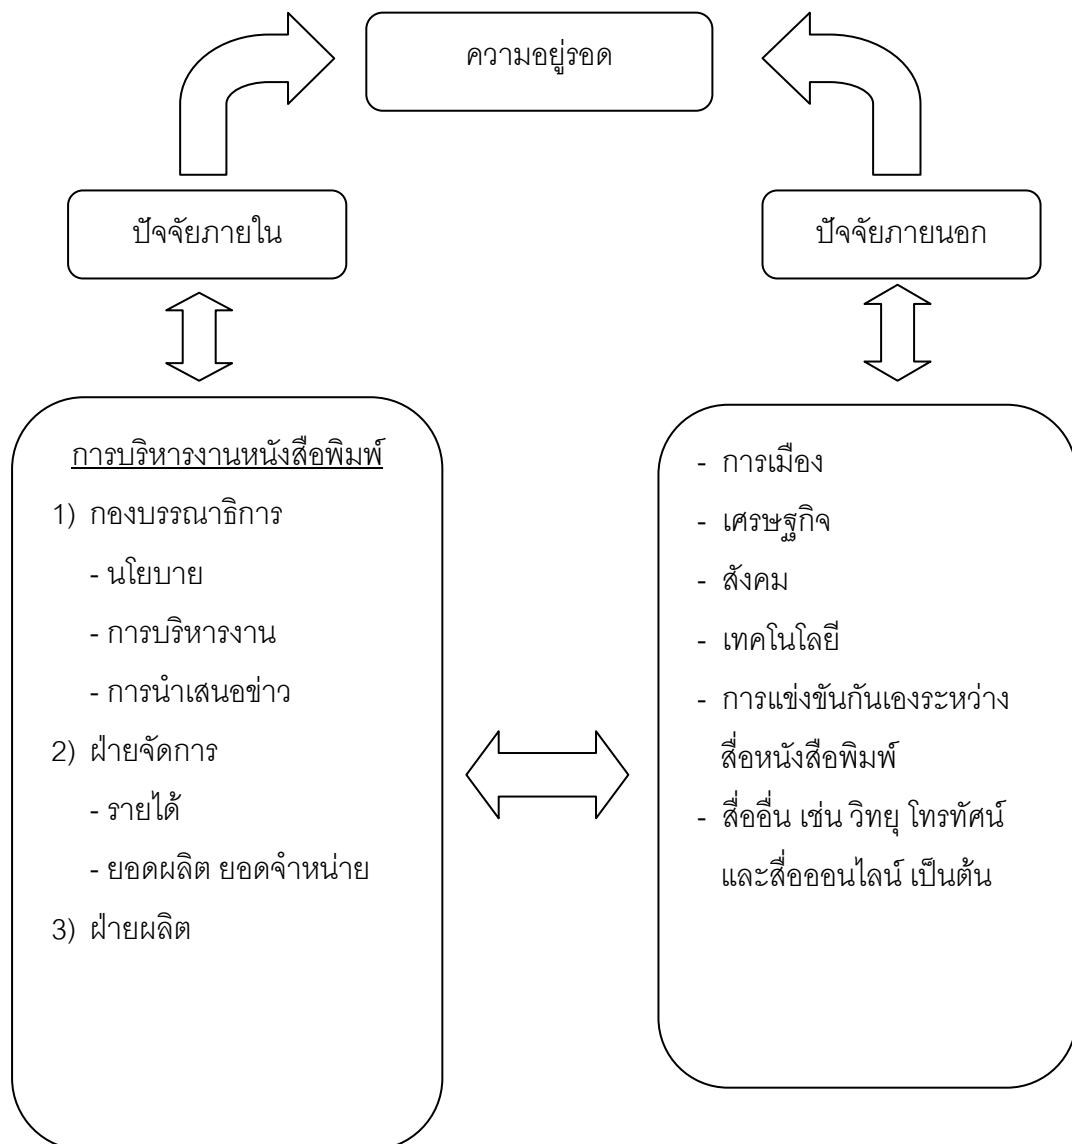 ความอยู่รอด
ปัจจัยภายใน
ปัจจัยภายนอก
การบริหารงานหนังสือพิมพ์
1) กองบรรณาธิการ
- นโยบาย
- การบริหารงาน
- การนำเสนอข่าว
2) ฝ่ายจัดการ
- รายได้
- ยอดผลิต ยอดจำหน่าย
3) ฝ่ายผลิต
- การเมือง
- เศรษฐกิจ
- สังคม
- เทคโนโลยี
- การแข่งขันกันเองระหว่าง
สื่อหนังสือพิมพ์
- สื่ออื่น เช่น วิทยุ โทรทัศน์
และสื่อออนไลน์ เป็นต้น